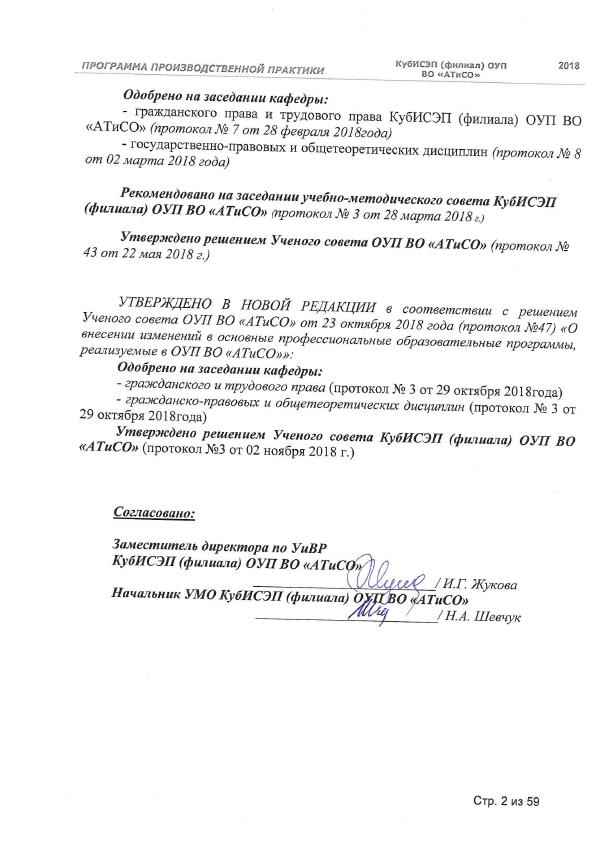 ПРОГРАММА ПРОИЗВОДСТВЕННОЙ ПРАКТИКИ
КубИСЭП (филиал) ОУП
ВО «АТиСО»
2018
Одобрено на заседании кафедры:
- гражданского права и трудового права КубИСЭП (филиала) ОУП ВО
«АТиСО» (протокол № 7 от 28 февраля 2018года)
- государственно-правовых и общетеоретических дисциплин (протокол № 8
от 02 марта 2018 года)
Рекомендовано на заседании учебно-методического совета КубИСЭП
(филиала) ОУП ВО «АТиСО» (протокол № 3 от 28 марта 2018 г.)
Утверждено решением Ученого совета ОУП ВО «АТиСО» (протокол №
43 от 22 мая 2018 г.)
УТВЕРЖДЕНО В НОВОЙ РЕДАКЦИИ в соответствии с решением
Ученого совета ОУП ВО «АТиСО» от 23 октября 2018 года (протокол №47) «О
внесении изменений в основные профессиональные образовательные программы,
реализуемые в ОУП ВО «АТиСО»»:
Одобрено на заседании кафедры:
- гражданского и трудового права (протокол № 3 от 29 октября 2018года)
- гражданско-правовых и общетеоретических дисциплин (протокол № 3 от
29 октября 2018года)
Утверждено решением Ученого совета КубИСЭП (филиала) ОУП ВО
«АТиСО» (протокол №3 от 02 ноября 2018 г.)
Согласовано:
Заместитель директора по УиВР
КубИСЭП (филиала) ОУП ВО «АТиСО»
/ И.Г. Жукова
Начальник УМО КубИСЭП (филиала) ОУП ВО «АТиСО»
/ Н.А. Шевчук
Стр. 2 из 59